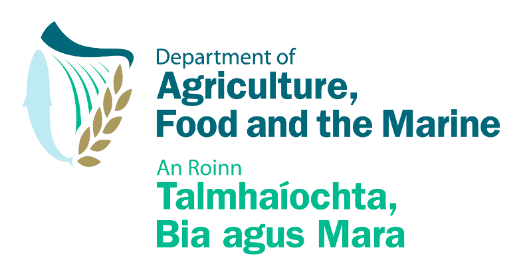 Department of
Agriculture,
Food and the Marine
An Roinn
Talmhaíochta,
Bia agus Mara